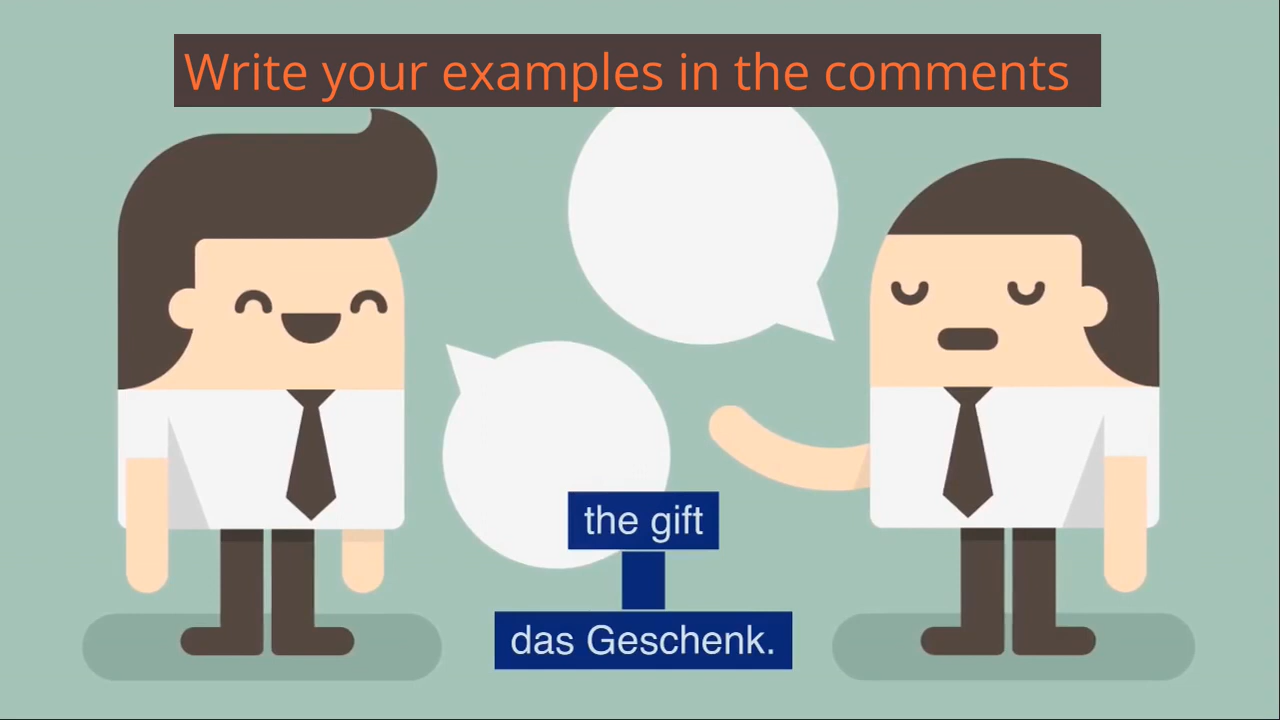 Write your examples in the comments
the gift
das Geschenk.